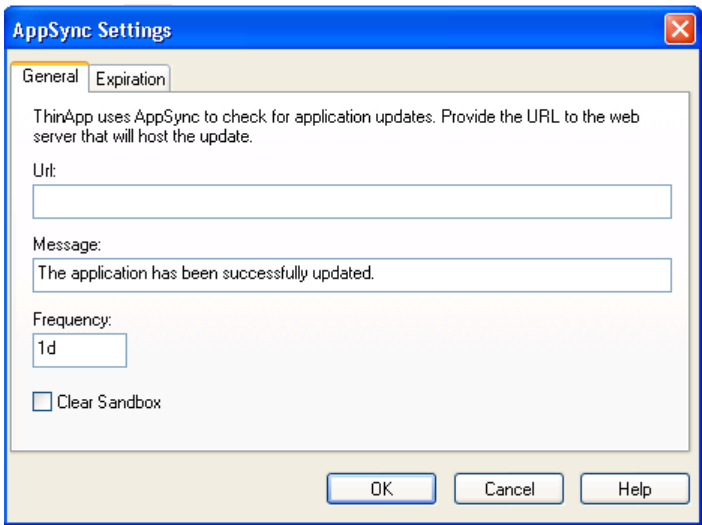 AppSync Settings
General
Expiration
ThinApp uses AppSync to check for application updates. Provide the URL to the web
server that will host the update.
Url:
Message:
The application has been successfully updated.
Frequency:
1d
Clear Sandbox
OK
Cancel
Help